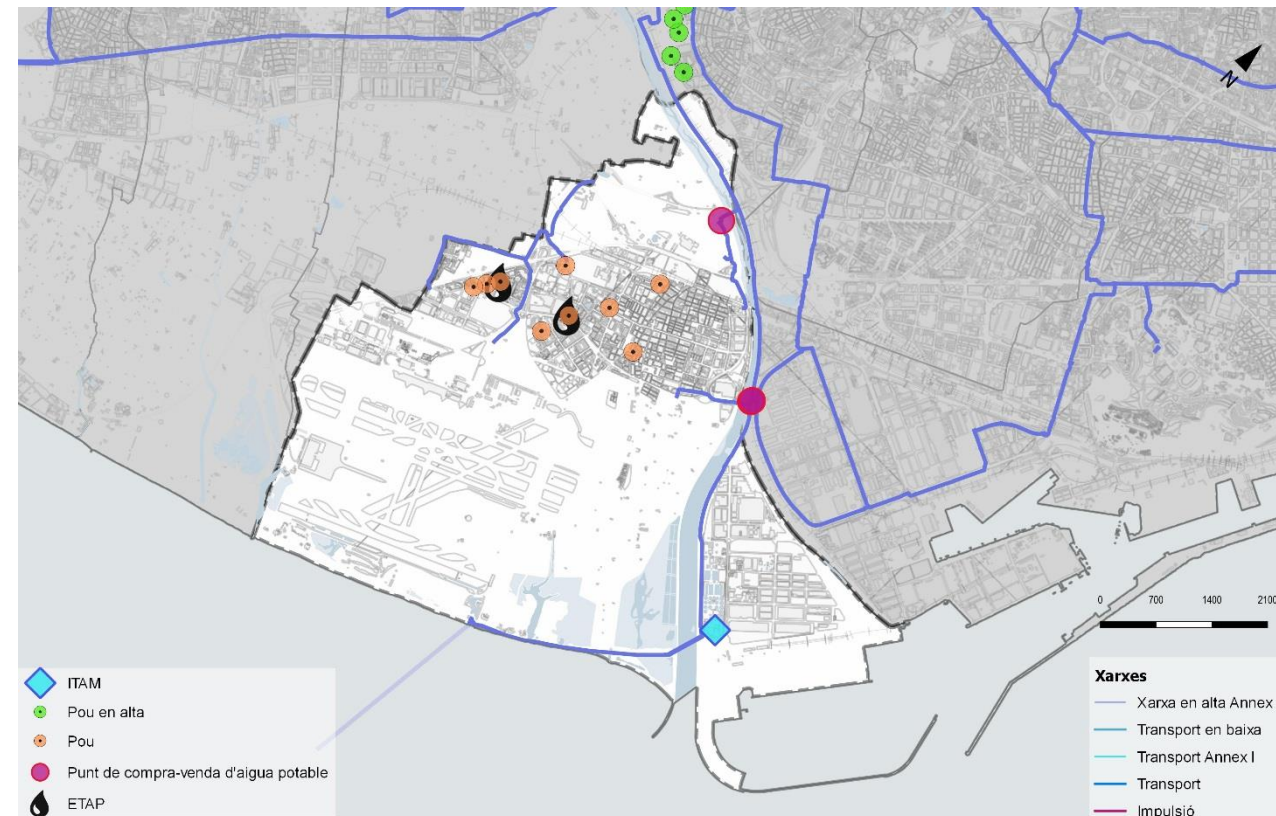 N
0 700 1400 2100
ITAM
Pou en alta
Pou
Punt de compra-venda d'aigua potable
ETAP
Xarxes
Xarxa en alta Annex
Transport en baixa
Transport Annex I
Transport
Impulsió